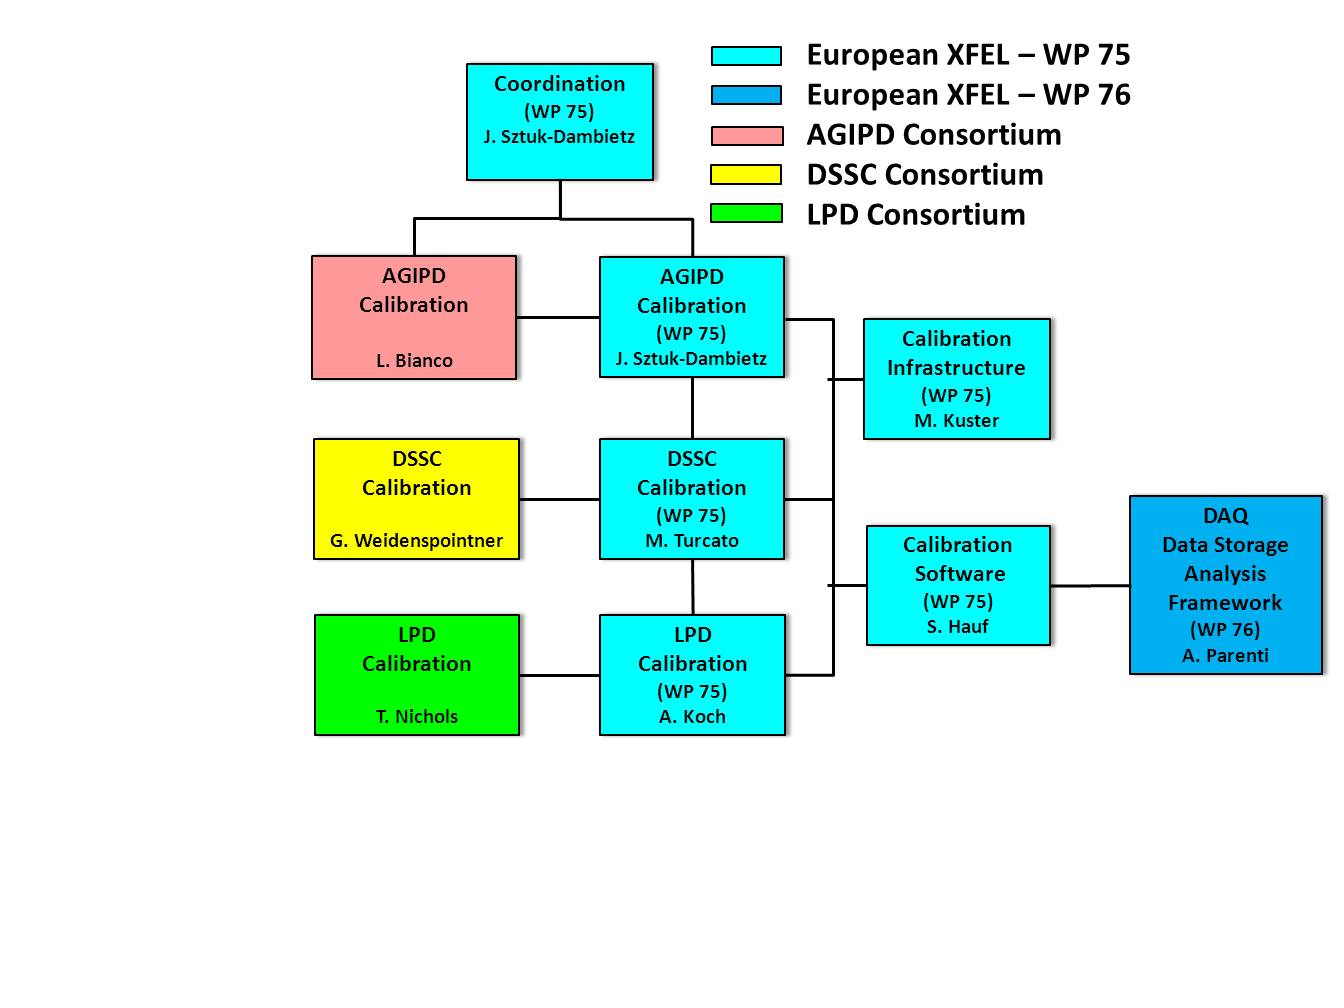 European XFEL – WP 75
European XFEL – WP 76
AGIPD Consortium
DSSC Consortium
LPD Consortium
Coordination
(WP 75)
J. Sztuk-Dambietz
AGIPD
Calibration
L. Bianco
AGIPD
Calibration
(WP 75)
J. Sztuk-Dambietz
Calibration
Infrastructure
(WP 75)
M. Kuster
DSSC
Calibration
G. Weidenspointner
DSSC
Calibration
(WP 75)
M. Turcato
Calibration
Software
(WP 75)
S. Hauf
DAQ
Data Storage
Analysis
Framework
(WP 76)
A. Parenti
LPD
Calibration
T. Nichols
LPD
Calibration
(WP 75)
A. Koch